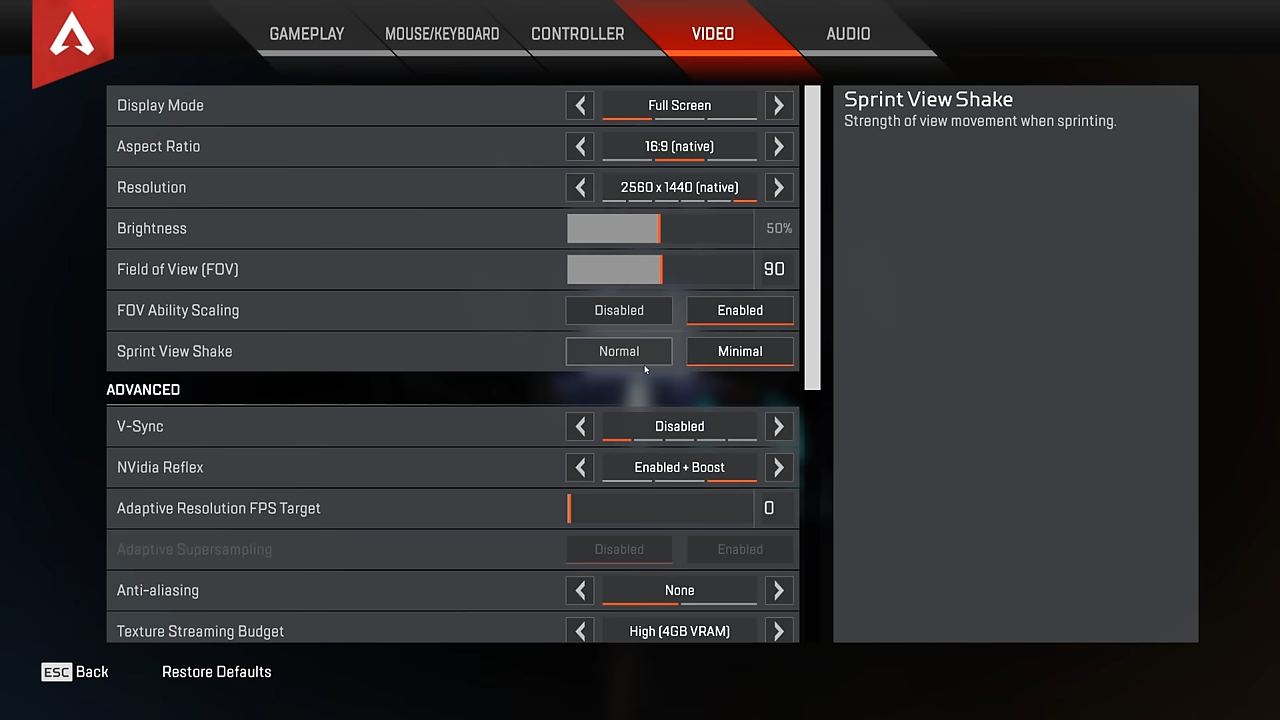 GAMEPLAY MOUSE/KEYBOARD CONTROLLER VIDEO AUDIO
Display Mode Full Screen
Aspect Ratio 16:9 (native)
Resolution 2560 x 1440 (native)
Brightness 50%
Field of View (FOV) 90
FOV Ability Scaling Disabled Enabled
Sprint View Shake Normal Minimal
ADVANCED
V-Sync Disabled
NVidia Reflex Enabled + Boost
Adaptive Resolution FPS Target 0
Adaptive Supersampling Disabled Enabled
Anti-aliasing None
Texture Streaming Budget High (4GB VRAM)
Sprint View Shake
Strength of view movement when sprinting.
ESC Back Restore Defaults